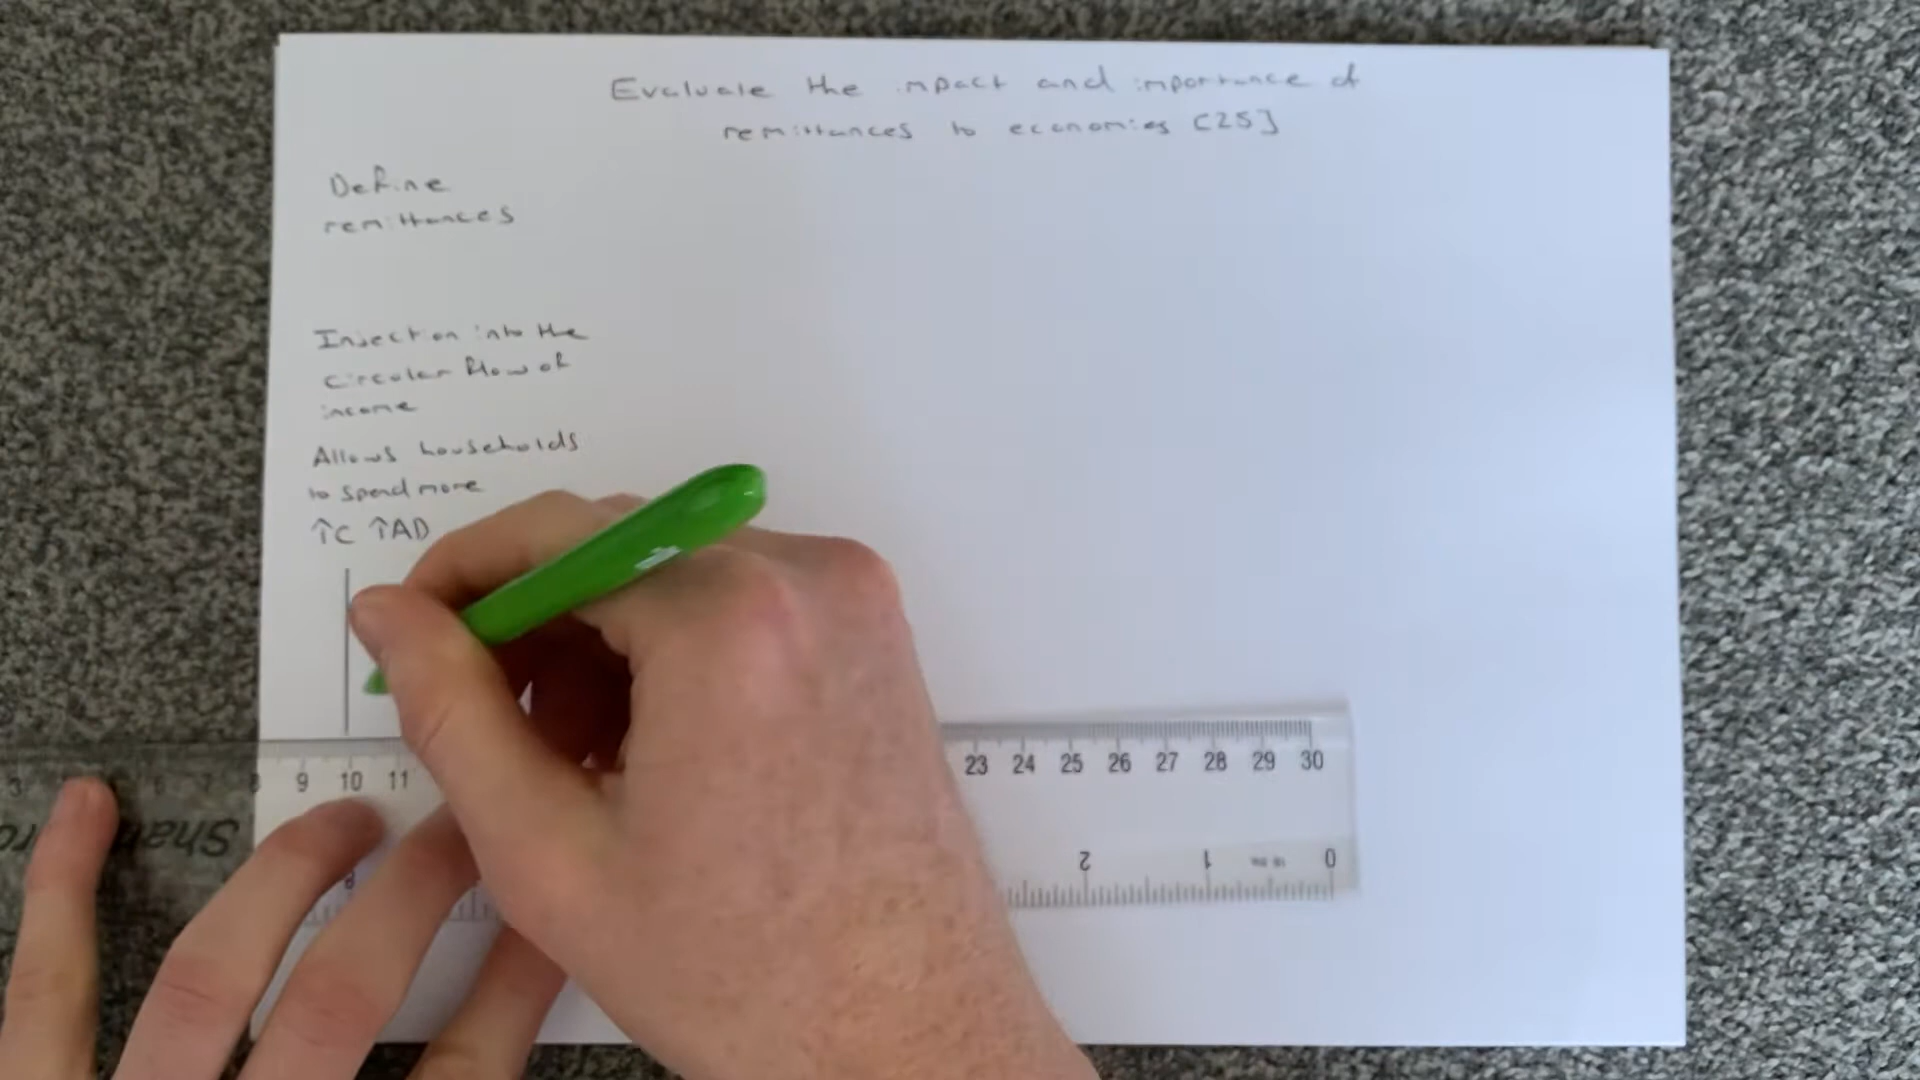 Evaluate the impact and importance of
remittances to economies [25]
Define
remittances
Injection into the
circular flow of
income
Allows households
to spend more
↑C ↑AD
9 10 11 23 24 25 26 27 28 29 30
2 1 0